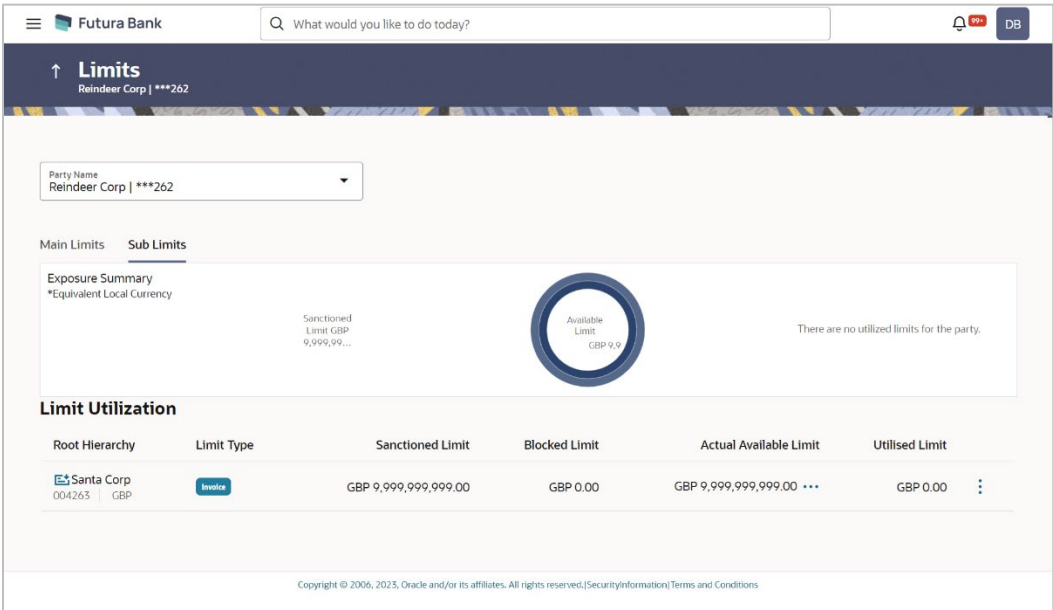 Futura Bank
What would you like to do today?
99+
DB
Limits
Reindeer Corp | ***262
Party Name
Reindeer Corp | ***262
Main Limits
Sub Limits
Exposure Summary
*Equivalent Local Currency
Sanctioned
Limit GBP
9,999,99...
Available
Limit
GBP 9,9
There are no utilized limits for the party.
Limit Utilization
Root Hierarchy Limit Type Sanctioned Limit Blocked Limit Actual Available Limit Utilised Limit
Santa Corp
004263 | GBP
Invoice
GBP 9,999,999,999.00
GBP 0.00
GBP 9,999,999,999.00 •••
GBP 0.00
Copyright © 2006, 2023, Oracle and/or its affiliates. All rights reserved.|SecurityInformation|Terms and Conditions